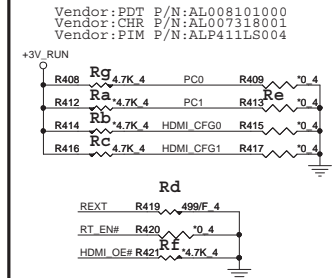 Vendor:PDT P/N:AL008101000
Vendor:CHR P/N:AL007318001
Vendor:PIM P/N:ALP411LS004
+3V_RUN
R408 Rg 4.7K_4 PC0 R409 *0_4
R412 Ra *4.7K_4 PC1 R413 Re *0_4
R414 Rb *4.7K_4 HDMI_CFG0 R415 *0_4
R416 Rc 4.7K_4 HDMI_CFG1 R417 *0_4
Rd
REXT R419 499/F_4
RT_EN# R420 *0_4
HDMI_OE# R421 Rf *4.7K_4